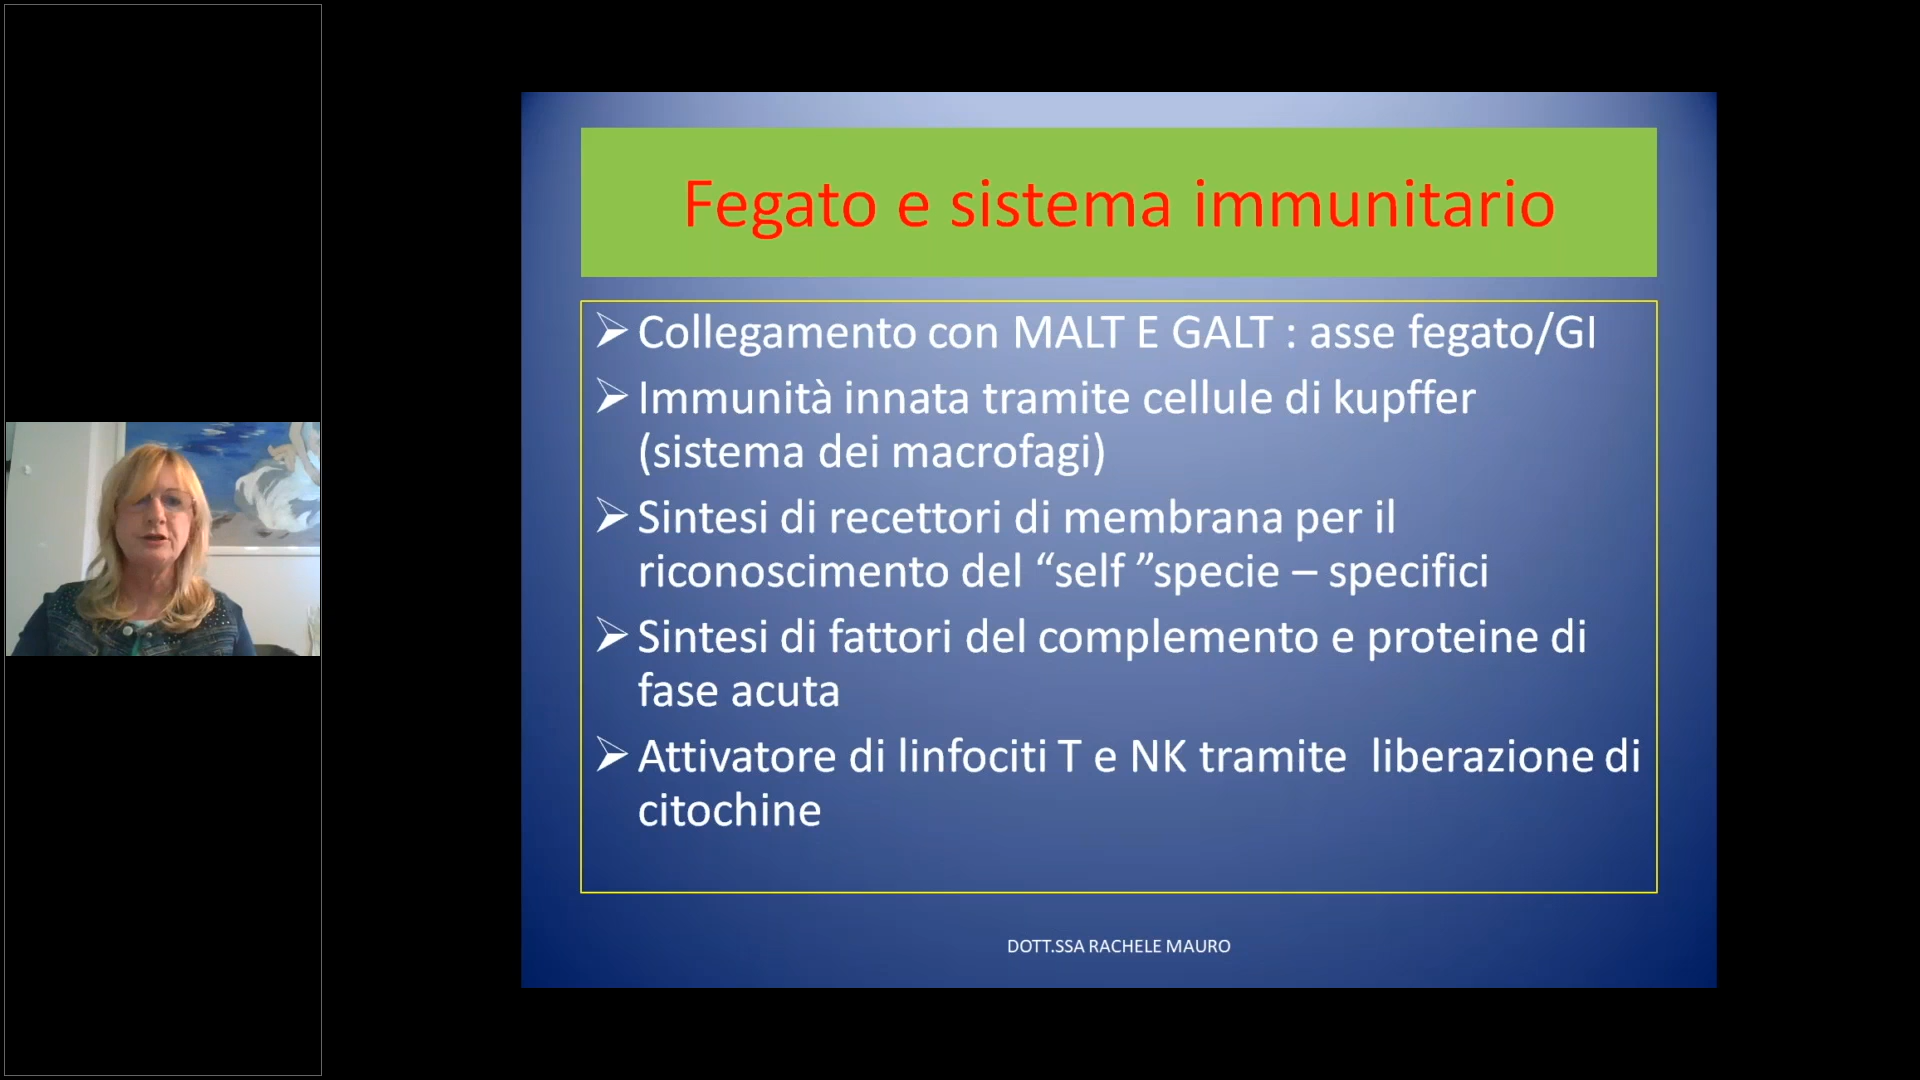 Fegato e sistema immunitario
Collegamento con MALT E GALT : asse fegato/GI
Immunità innata tramite cellule di kupffer
(sistema dei macrofagi)
Sintesi di recettori di membrana per il
riconoscimento del “self ”specie – specifici
Sintesi di fattori del complemento e proteine di
fase acuta
Attivatore di linfociti T e NK tramite  liberazione di
citochine
DOTT.SSA RACHELE MAURO